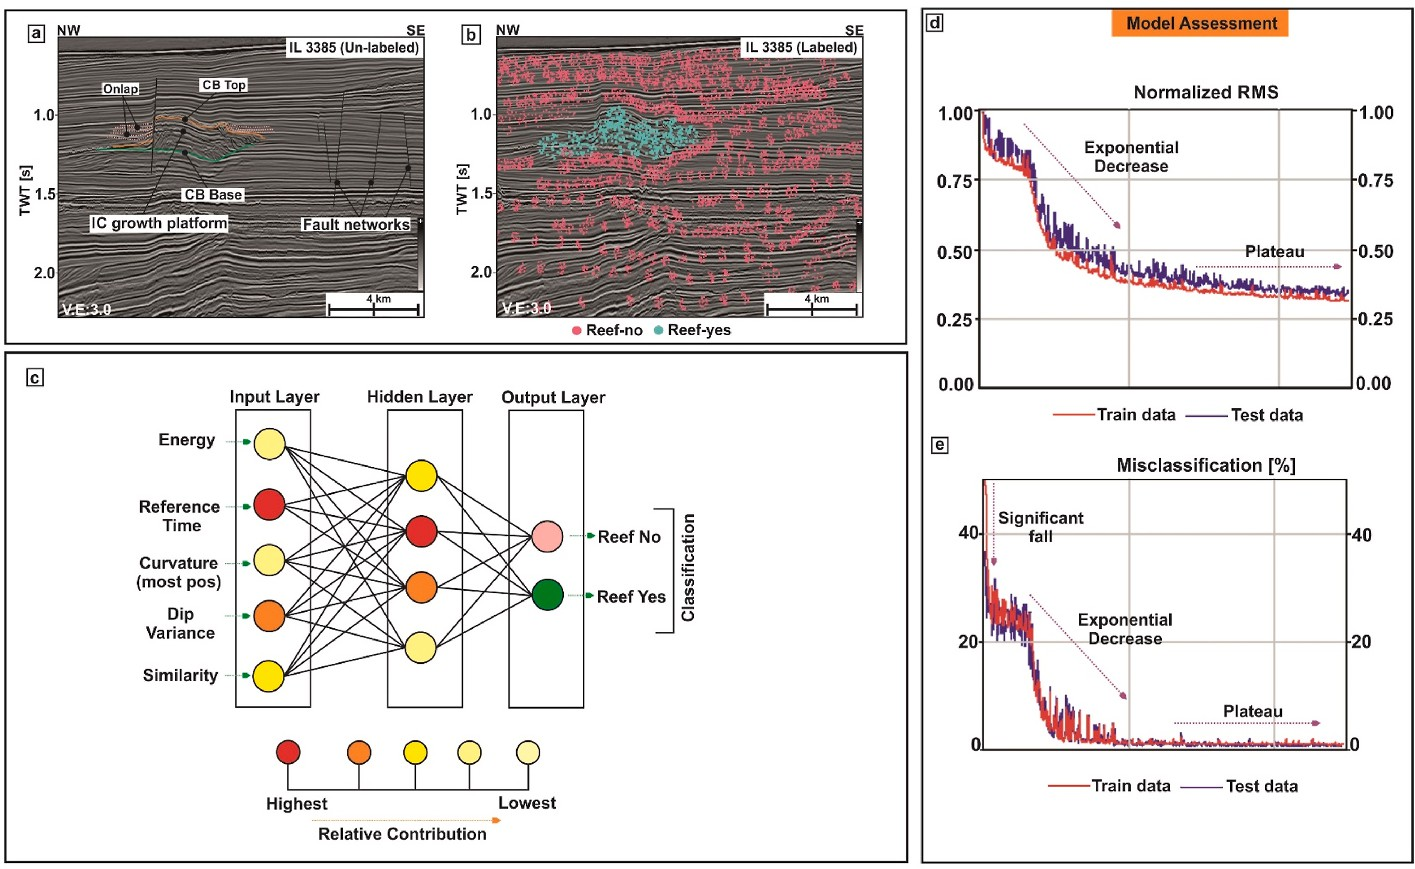 a
NW
SE
IL 3385 (Un-labeled)
Onlap
CB Top
1.0
1.5
2.0
TWT [s]
CB Base
IC growth platform
Fault networks
V.E:3.0
4 km
b
NW
SE
IL 3385 (Labeled)
1.0
1.5
2.0
TWT [s]
V.E:3.0
4 km
Reef-no
Reef-yes
c
Input Layer
Hidden Layer
Output Layer
Energy
Reference
Time
Curvature
(most pos)
Dip
Variance
Similarity
Reef No
Reef Yes
Classification
Highest
Lowest
Relative Contribution
d
Model Assessment
Normalized RMS
1.00
0.75
0.50
0.25
0.00
1.00
0.75
0.50
0.25
0.00
Exponential
Decrease
Plateau
Train data
Test data
e
Misclassification [%]
40
20
0
40
20
0
Significant
fall
Exponential
Decrease
Plateau
Train data
Test data